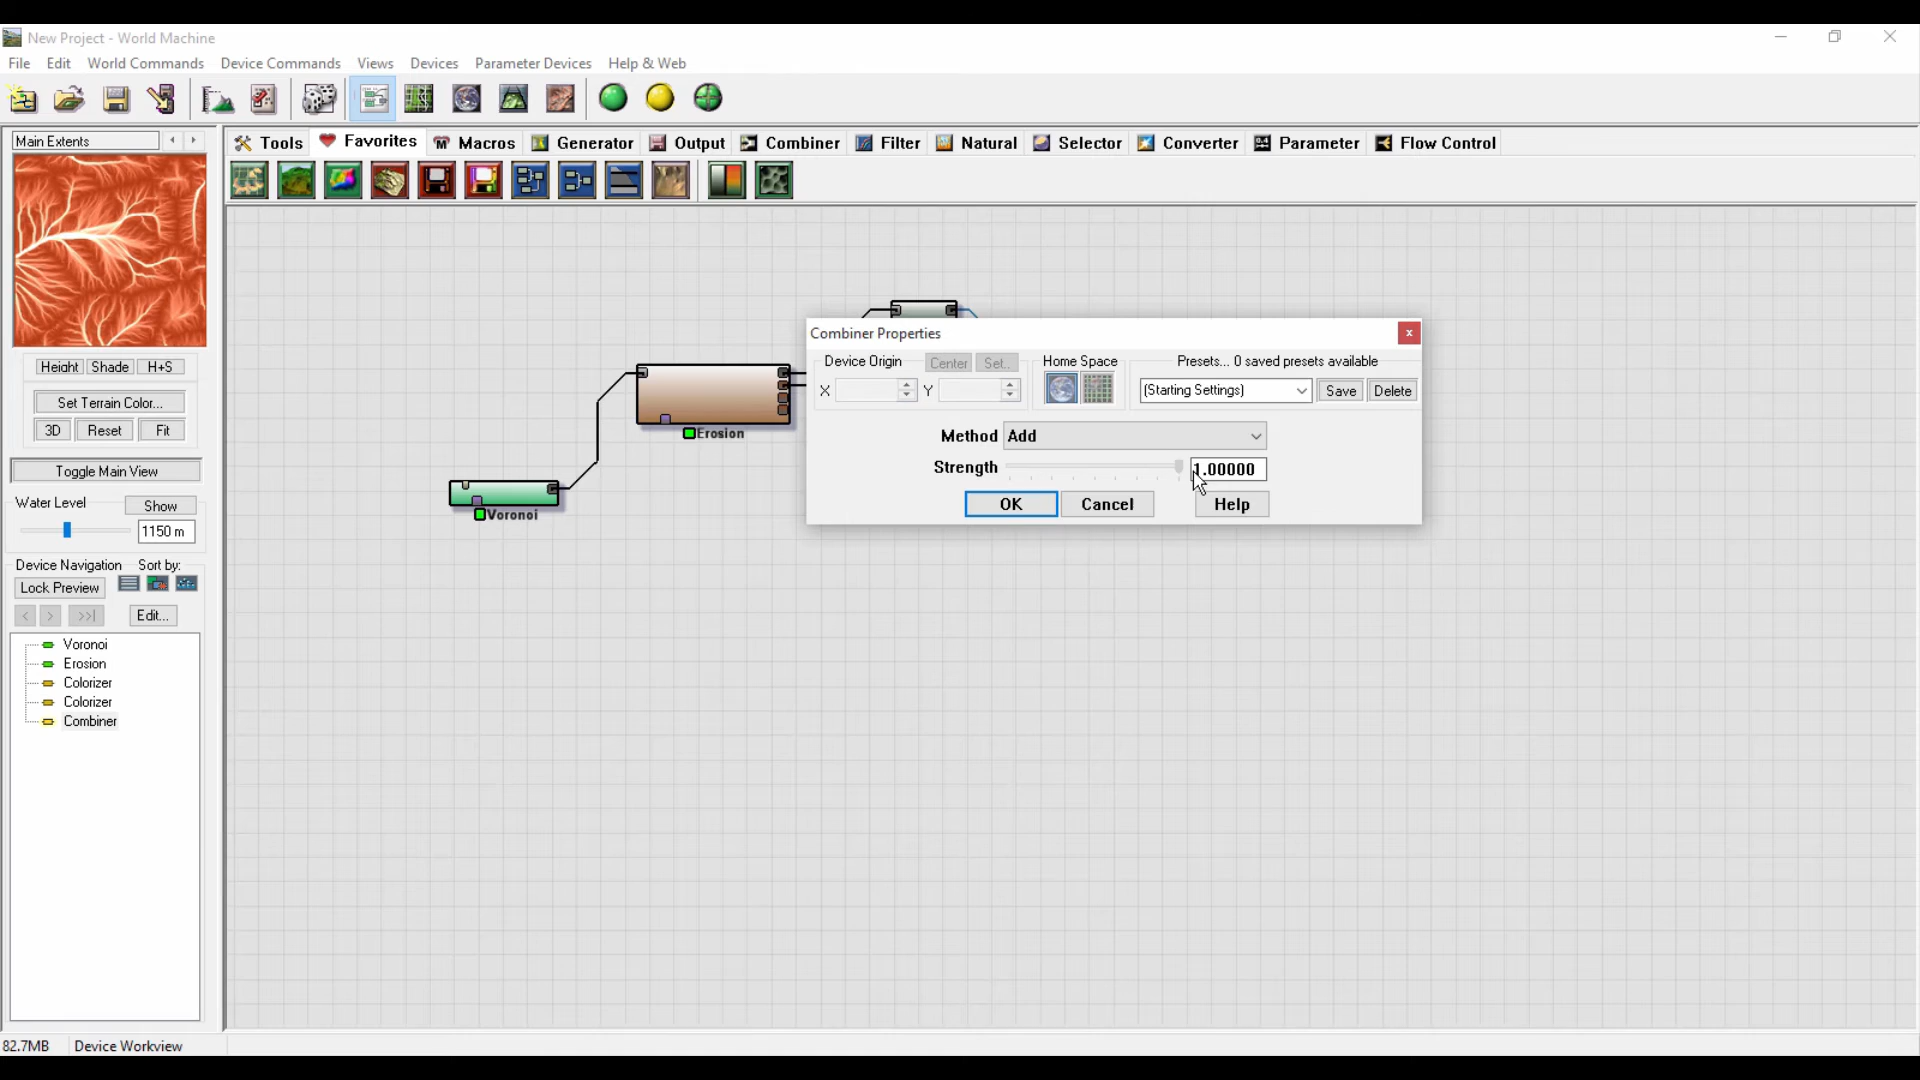 New Project - World Machine
File Edit World Commands Device Commands Views Devices Parameter Devices Help & Web
Main Extents
Tools Favorites Macros Generator Output Combiner Filter Natural Selector Converter Parameter Flow Control
Height Shade H+S
Set Terrain Color...
3D Reset Fit
Toggle Main View
Water Level Show
1150 m
Device Navigation Sort by:
Lock Preview
< > >>| Edit...
Voronoi
Erosion
Colorizer
Colorizer
Combiner
Erosion
Voronoi
Combiner Properties x
Device Origin Center Set.. Home Space Presets... 0 saved presets available
X Y (Starting Settings) Save Delete
Method Add
Strength 1.00000
OK Cancel Help
82.7MB Device Workview